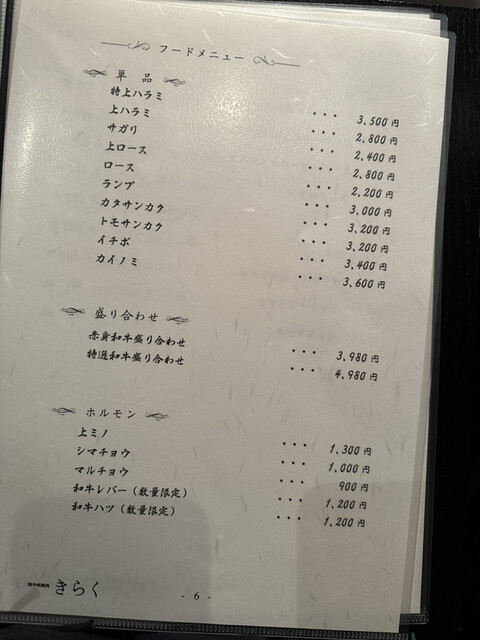 フードメニュー
単品
特上ハラミ ・・・ 3,500円
上ハラミ ・・・ 2,800円
サガリ ・・・ 2,400円
上ロース ・・・ 2,800円
ロース ・・・ 2,200円
ランプ ・・・ 3,000円
カタサンカク ・・・ 3,200円
トモサンカク ・・・ 3,200円
イチボ ・・・ 3,400円
カイノミ ・・・ 3,600円
盛り合わせ
赤身和牛盛り合わせ ・・・ 3,980円
特選和牛盛り合わせ ・・・ 4,980円
ホルモン
上ミノ ・・・ 1,300円
シマチョウ ・・・ 1,000円
マルチョウ ・・・ 900円
和牛レバー（数量限定） ・・・ 1,200円
和牛ハツ（数量限定） ・・・ 1,200円
きらく
- 6 -